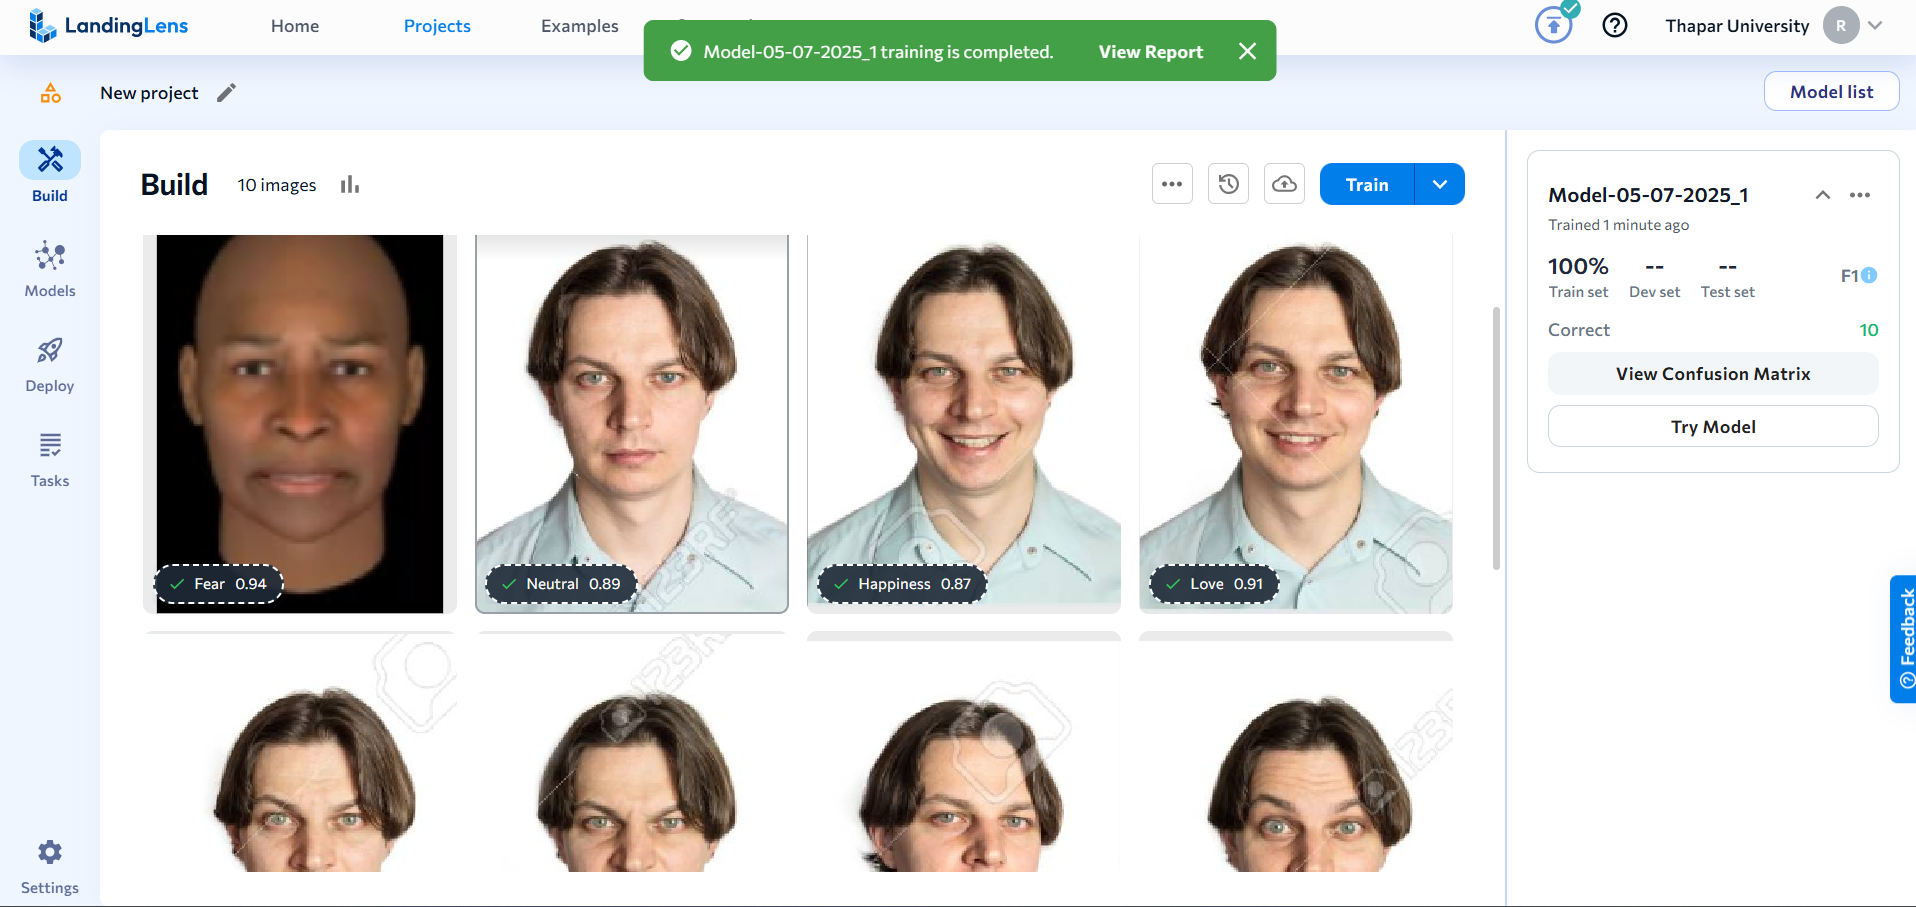 LandingLens
Home
Projects
Examples
Model-05-07-2025_1 training is completed.
View Report
Thapar University
R
New project
Model list
Build
10 images
Train
Build
Models
Deploy
Tasks
Settings
Fear 0.94
Neutral 0.89
Happiness 0.87
Love 0.91
123RF
123RF
123RF
Model-05-07-2025_1
Trained 1 minute ago
100%
--
--
F1
Train set
Dev set
Test set
Correct
10
View Confusion Matrix
Try Model
Feedback